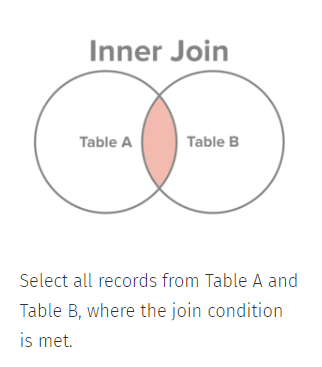 Inner Join
Table A
Table B
Select all records from Table A and
Table B, where the join condition
is met.